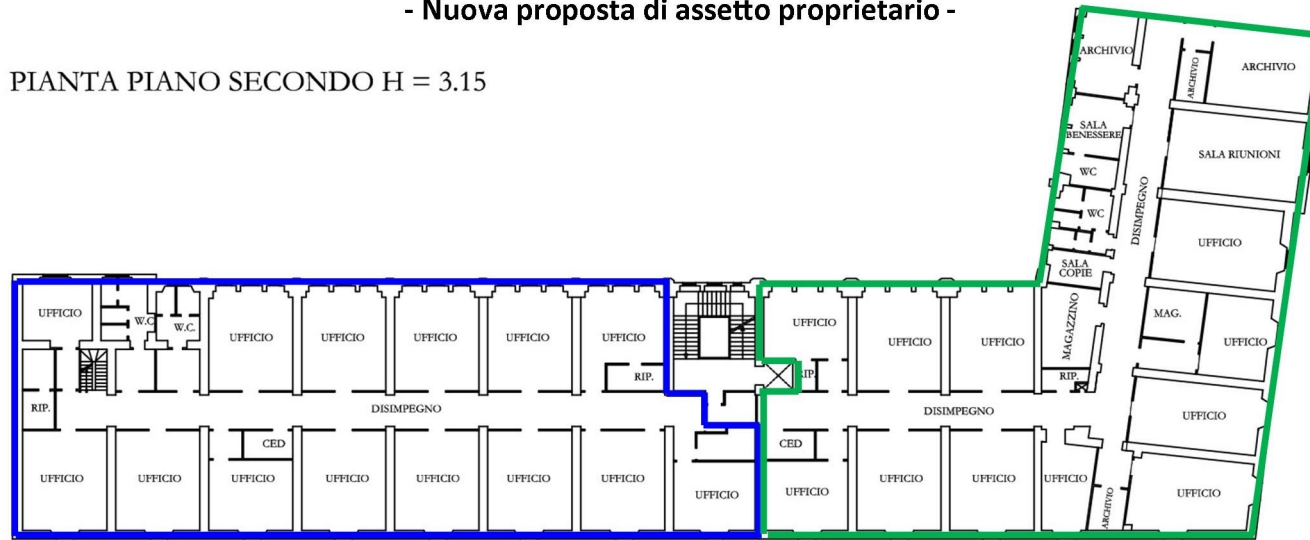 - Nuova proposta di assetto proprietario -
PIANTA PIANO SECONDO H = 3.15
ARCHIVIO
ARCHIVIO
ARCHIVIO
SALA
BENESSERE
SALA RIUNIONI
WC
WC
DISIMPEGNO
UFFICIO
SALA
COPIE
UFFICIO
W.C.
W.C.
UFFICIO
UFFICIO
UFFICIO
UFFICIO
UFFICIO
UFFICIO
UFFICIO
UFFICIO
MAGAZZINO
MAG.
UFFICIO
RIP.
RIP.
RIP.
RIP.
DISIMPEGNO
DISIMPEGNO
UFFICIO
CED
CED
UFFICIO
UFFICIO
UFFICIO
UFFICIO
UFFICIO
UFFICIO
UFFICIO
UFFICIO
UFFICIO
UFFICIO
UFFICIO
UFFICIO
ARCHIVIO
UFFICIO